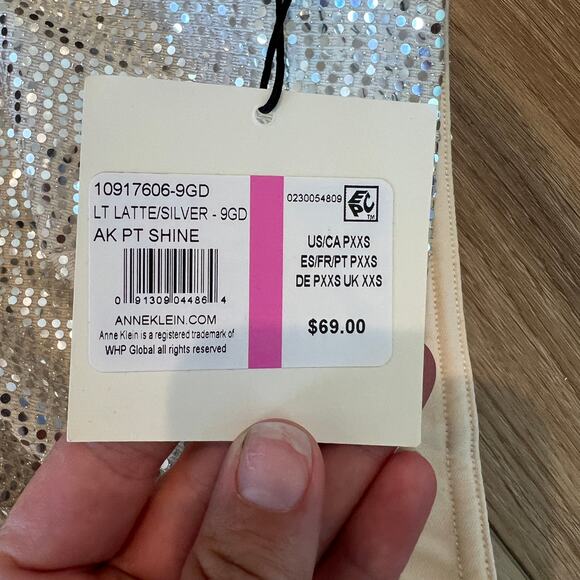 10917606-9GD
LT LATTE/SILVER - 9GD
AK PT SHINE
0 91309 04486 4
ANNEKLEIN.COM
Anne Klein is a registered trademark of
WHP Global all rights reserved
0230054809
EPC TM
US/CA PXXS
ES/FR/PT PXXS
DE PXXS UK XXS
$69.00